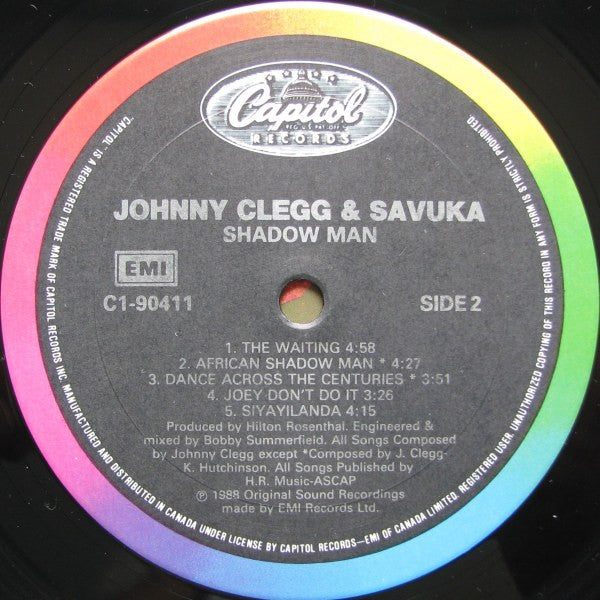 Capitol
REG. U.S. PAT. OFF.
RECORDS
JOHNNY CLEGG & SAVUKA
SHADOW MAN
EMI
C1-90411
SIDE 2
1. THE WAITING 4:58
2. AFRICAN SHADOW MAN * 4:27
3. DANCE ACROSS THE CENTURIES * 3:51
4. JOEY DON'T DO IT 3:26
5. SIYAYILANDA 4:15
Produced by Hilton Rosenthal. Engineered &
mixed by Bobby Summerfield. All Songs Composed
by Johnny Clegg except *Composed by J. Clegg-
K. Hutchinson. All Songs Published by
H.R. Music-ASCAP
℗ 1988 Original Sound Recordings
made by EMI Records Ltd.
"CAPITOL" IS A REGISTERED TRADE MARK OF CAPITOL RECORDS INC. MANUFACTURED AND DISTRIBUTED IN CANADA UNDER LICENSE BY CAPITOL RECORDS—EMI OF CANADA LIMITED. REGISTERED USER. UNAUTHORIZED COPYING OF THIS RECORD IN ANY FORM IS STRICTLY PROHIBITED